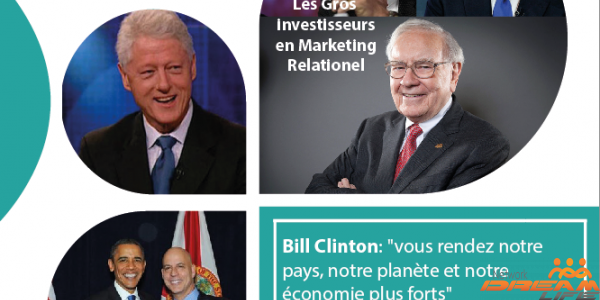 Les Gros
investisseurs
en Marketing
Relationel
Bill Clinton: "vous rendez notre
pays, notre planète et notre
économie plus forts"
DREAM